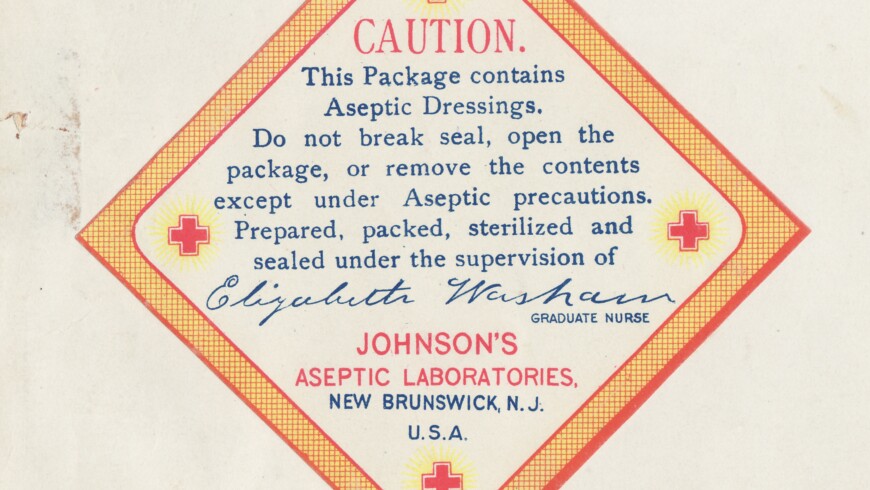 CAUTION.
This Package contains
Aseptic Dressings.
Do not break seal, open the
package, or remove the contents
except under Aseptic precautions.
Prepared, packed, sterilized and
sealed under the supervision of
Elizabeth Washam
GRADUATE NURSE
JOHNSON'S
ASEPTIC LABORATORIES,
NEW BRUNSWICK, N. J.
U.S.A.